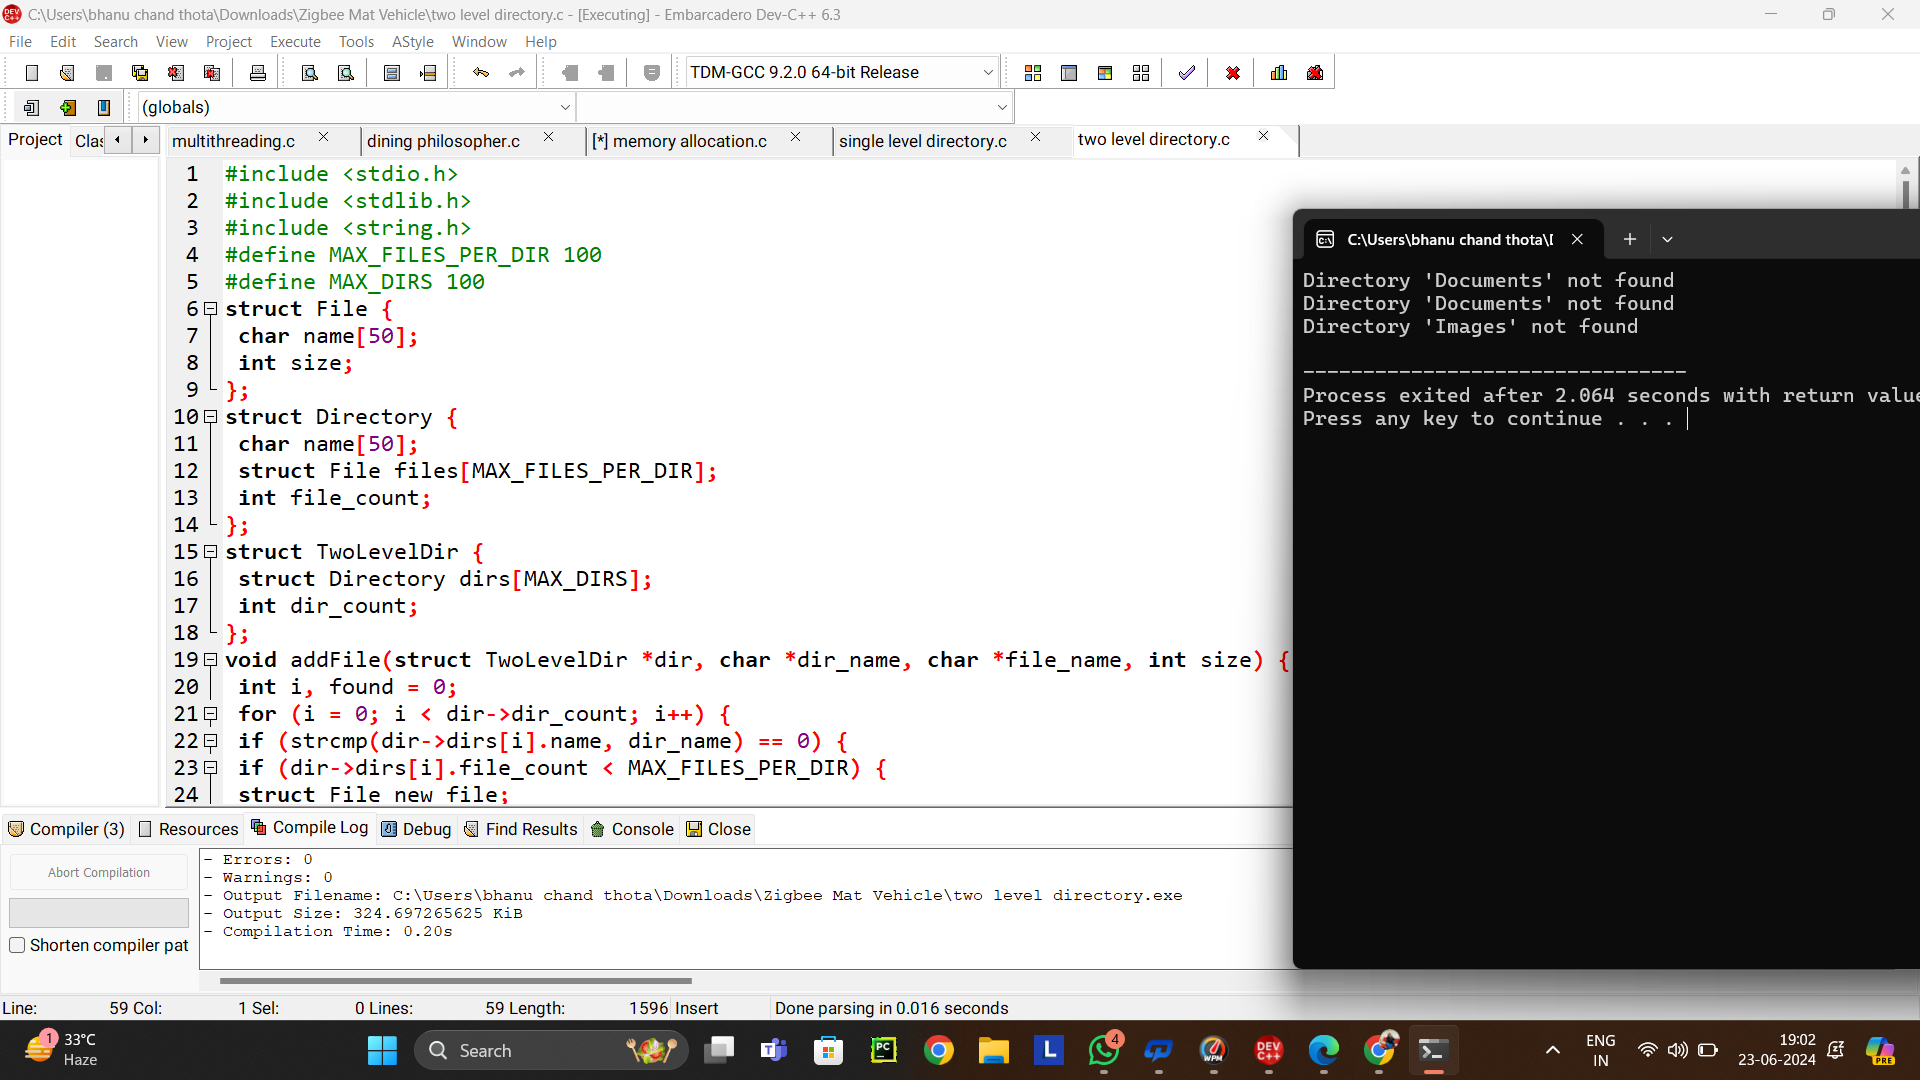 C:\Users\bhanu chand thota\Downloads\Zigbee Mat Vehicle\two level directory.c - [Executing] - Embarcadero Dev-C++ 6.3
File Edit Search View Project Execute Tools AStyle Window Help
TDM-GCC 9.2.0 64-bit Release
(globals)
Project Clas multithreading.c dining philosopher.c [*] memory allocation.c single level directory.c two level directory.c
1 #include <stdio.h>
2 #include <stdlib.h>
3 #include <string.h>
4 #define MAX_FILES_PER_DIR 100
5 #define MAX_DIRS 100
6 struct File {
7 char name[50];
8 int size;
9 };
10 struct Directory {
11 char name[50];
12 struct File files[MAX_FILES_PER_DIR];
13 int file_count;
14 };
15 struct TwoLevelDir {
16 struct Directory dirs[MAX_DIRS];
17 int dir_count;
18 };
19 void addFile(struct TwoLevelDir *dir, char *dir_name, char *file_name, int size) {
20 int i, found = 0;
21 for (i = 0; i < dir->dir_count; i++) {
22 if (strcmp(dir->dirs[i].name, dir_name) == 0) {
23 if (dir->dirs[i].file_count < MAX_FILES_PER_DIR) {
24 struct File new file;
C:\Users\bhanu chand thota\[
Directory 'Documents' not found
Directory 'Documents' not found
Directory 'Images' not found
--------------------------------
Process exited after 2.064 seconds with return value
Press any key to continue . . .
Compiler (3) Resources Compile Log Debug Find Results Console Close
Abort Compilation
Shorten compiler pat
- Errors: 0
- Warnings: 0
- Output Filename: C:\Users\bhanu chand thota\Downloads\Zigbee Mat Vehicle\two level directory.exe
- Output Size: 324.697265625 KiB
- Compilation Time: 0.20s
Line: 59 Col: 1 Sel: 0 Lines: 59 Length: 1596 Insert Done parsing in 0.016 seconds
1
33°C
Haze
Search
PC
L
4
WPM
DEV C++
ENG
IN
19:02
23-06-2024
PRE